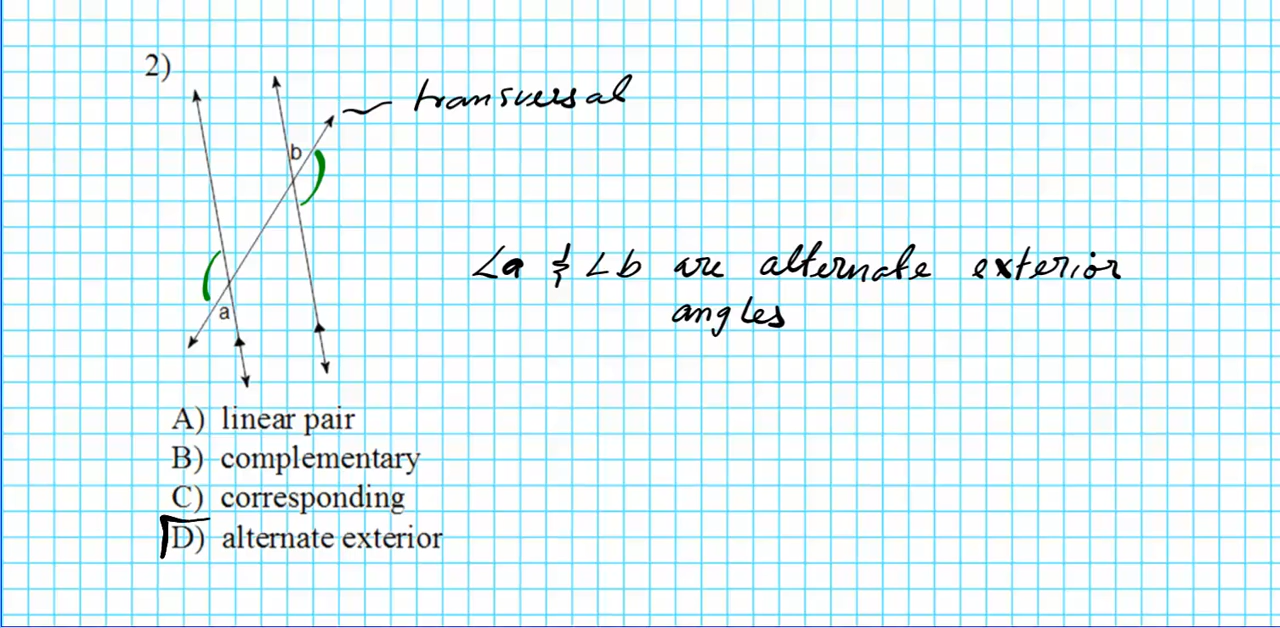 2)
transversal
b
∠a & ∠b are alternate exterior
angles
a
A) linear pair
B) complementary
C) corresponding
D) alternate exterior